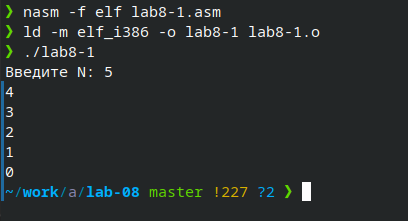 ❯ nasm -f elf lab8-1.asm
❯ ld -m elf_i386 -o lab8-1 lab8-1.o
❯ ./lab8-1
Введите N: 5
4
3
2
1
0
~/work/a/lab-08 master !227 ?2 ❯